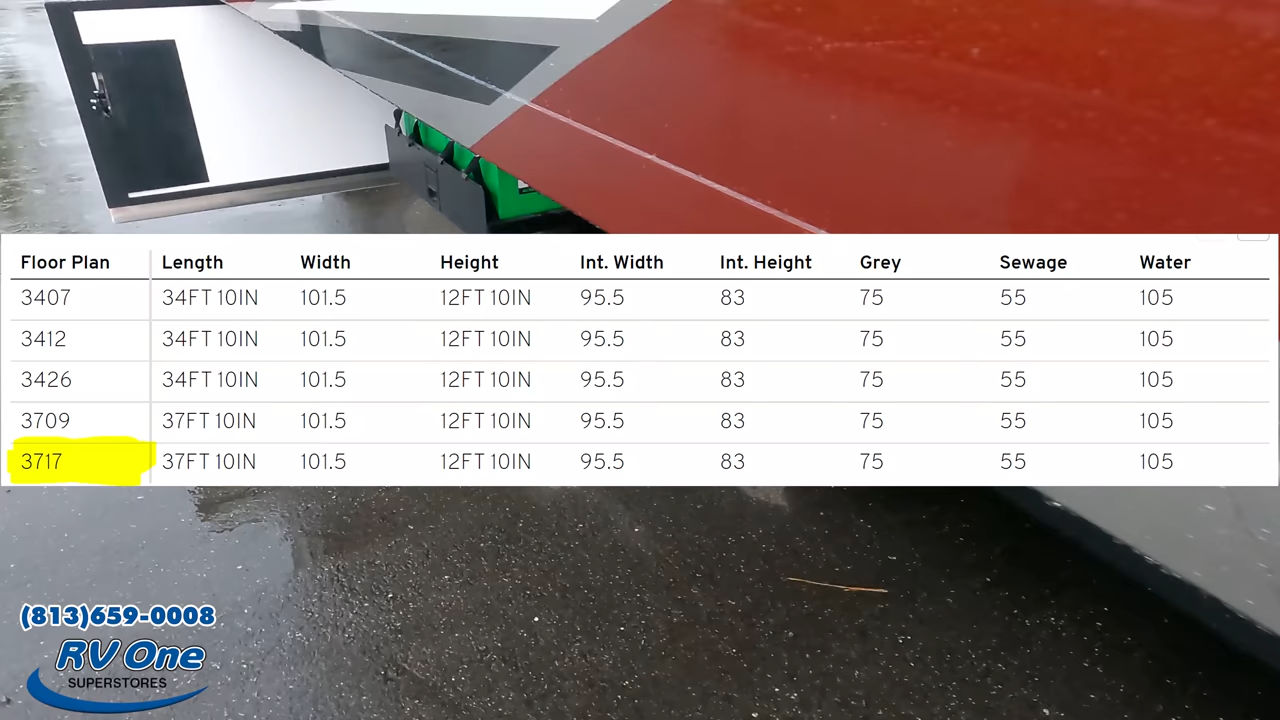 Floor Plan Length Width Height Int. Width Int. Height Grey Sewage Water
3407 34FT 10IN 101.5 12FT 10IN 95.5 83 75 55 105
3412 34FT 10IN 101.5 12FT 10IN 95.5 83 75 55 105
3426 34FT 10IN 101.5 12FT 10IN 95.5 83 75 55 105
3709 37FT 10IN 101.5 12FT 10IN 95.5 83 75 55 105
3717 37FT 10IN 101.5 12FT 10IN 95.5 83 75 55 105
(813)659-0008
RV One
SUPERSTORES